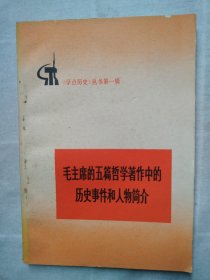 《学点历史》丛书第一辑
毛主席的五篇哲学著作中的
历史事件和人物简介